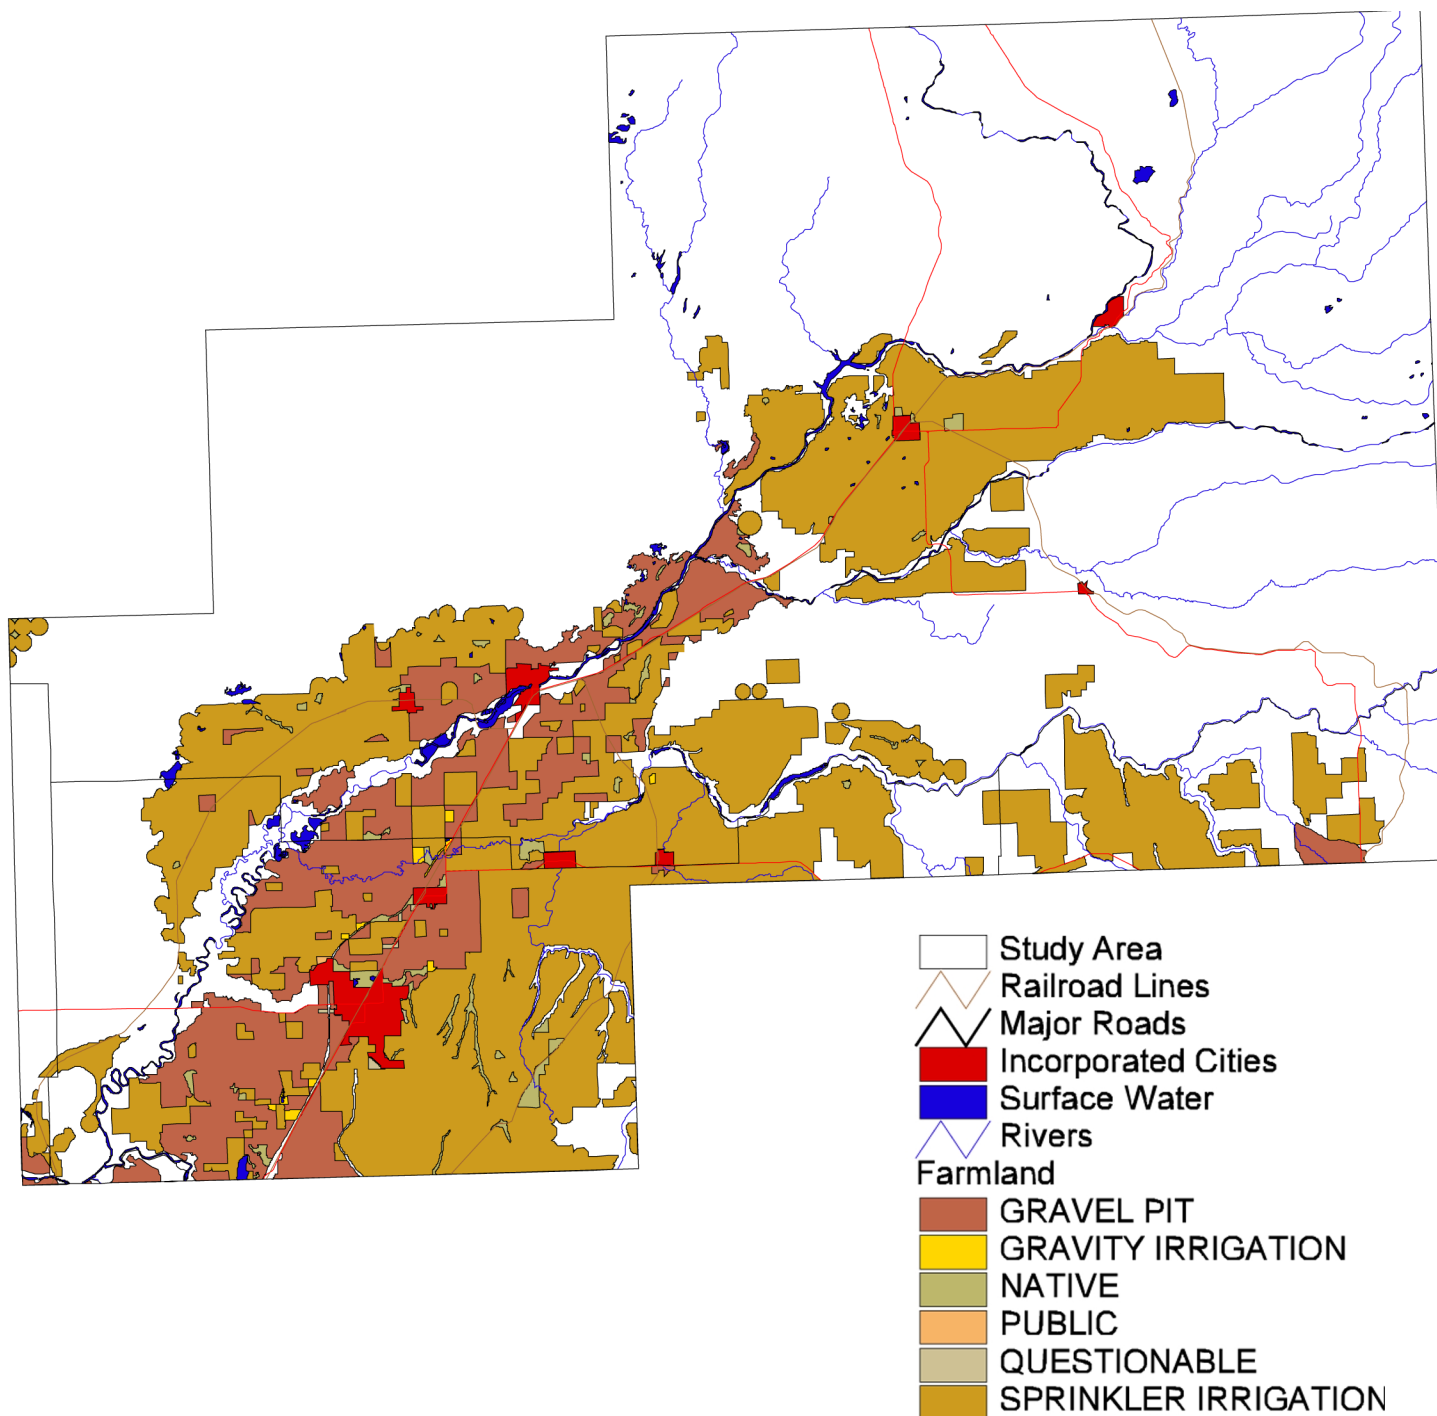 Study Area
Railroad Lines
Major Roads
Incorporated Cities
Surface Water
Rivers
Farmland
GRAVEL PIT
GRAVITY IRRIGATION
NATIVE
PUBLIC
QUESTIONABLE
SPRINKLER IRRIGATION